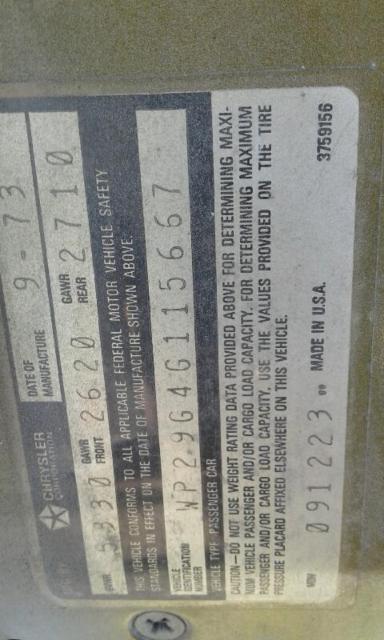 CHRYSLER
CORPORATION
DATE OF
MANUFACTURE 9-73
GVWR 5330 GAWR FRONT 2620 GAWR REAR 2710
THIS VEHICLE CONFORMS TO ALL APPLICABLE FEDERAL MOTOR VEHICLE SAFETY
STANDARDS IN EFFECT ON THE DATE OF MANUFACTURE SHOWN ABOVE.
VEHICLE
IDENTIFICATION
NUMBER WP29G4G115667
VEHICLE TYPE: PASSENGER CAR
CAUTION—DO NOT USE WEIGHT RATING DATA PROVIDED ABOVE FOR DETERMINING MAXI-
MUM VEHICLE PASSENGER AND/OR CARGO LOAD CAPACITY. FOR DETERMINING MAXIMUM
PASSENGER AND/OR CARGO LOAD CAPACITY, USE THE VALUES PROVIDED ON THE TIRE
PRESSURE PLACARD AFFIXED ELSEWHERE ON THIS VEHICLE.
MDH 091223 MADE IN U.S.A. 3759156